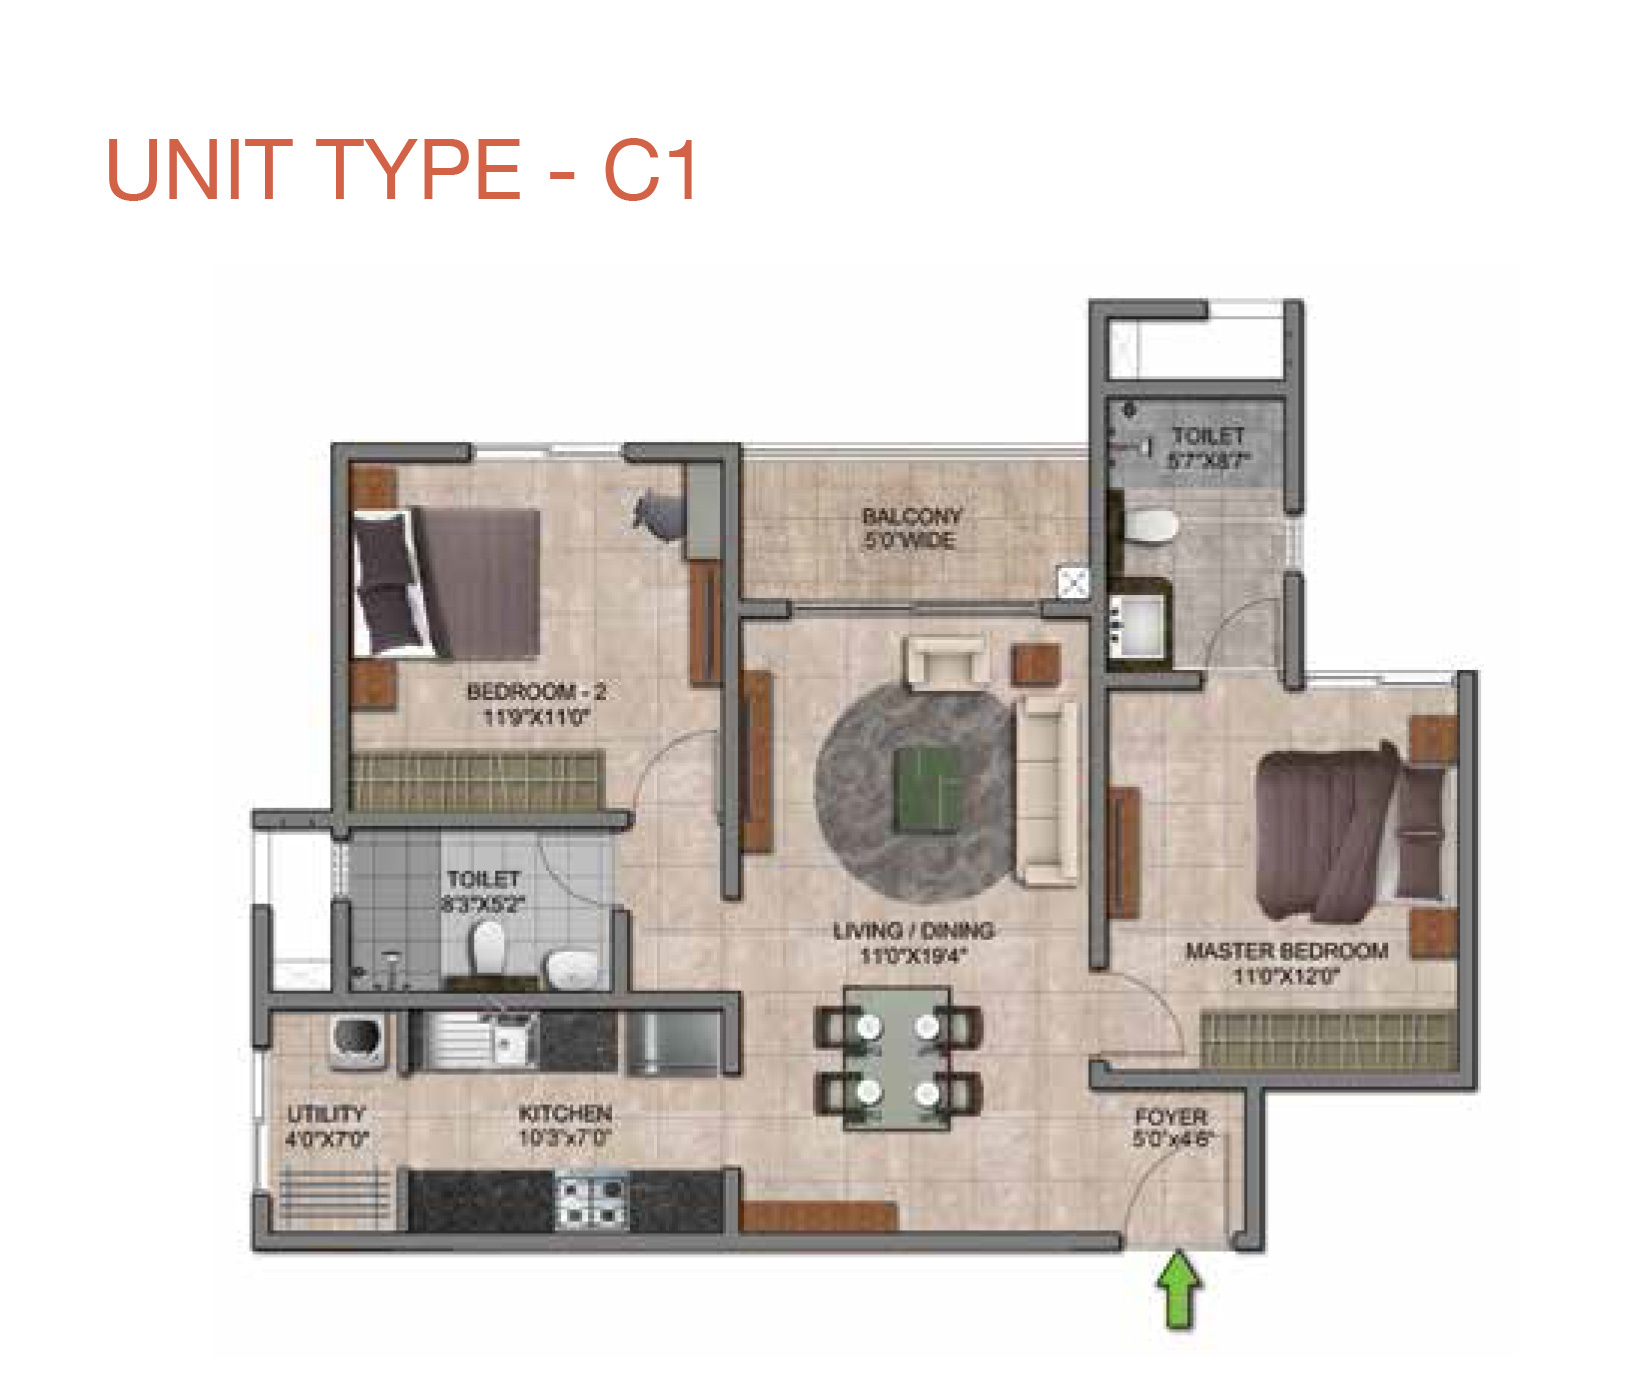 UNIT TYPE - C1
TOILET
5'7"X8'7"
BALCONY
5'0"WIDE
BEDROOM - 2
11'9"X11'0"
TOILET
8'3"X5'2"
LIVING / DINING
11'0"X19'4"
MASTER BEDROOM
11'0"X12'0"
UTILITY
4'0"X7'0"
KITCHEN
10'3"x7'0"
FOYER
5'0"x4'6"